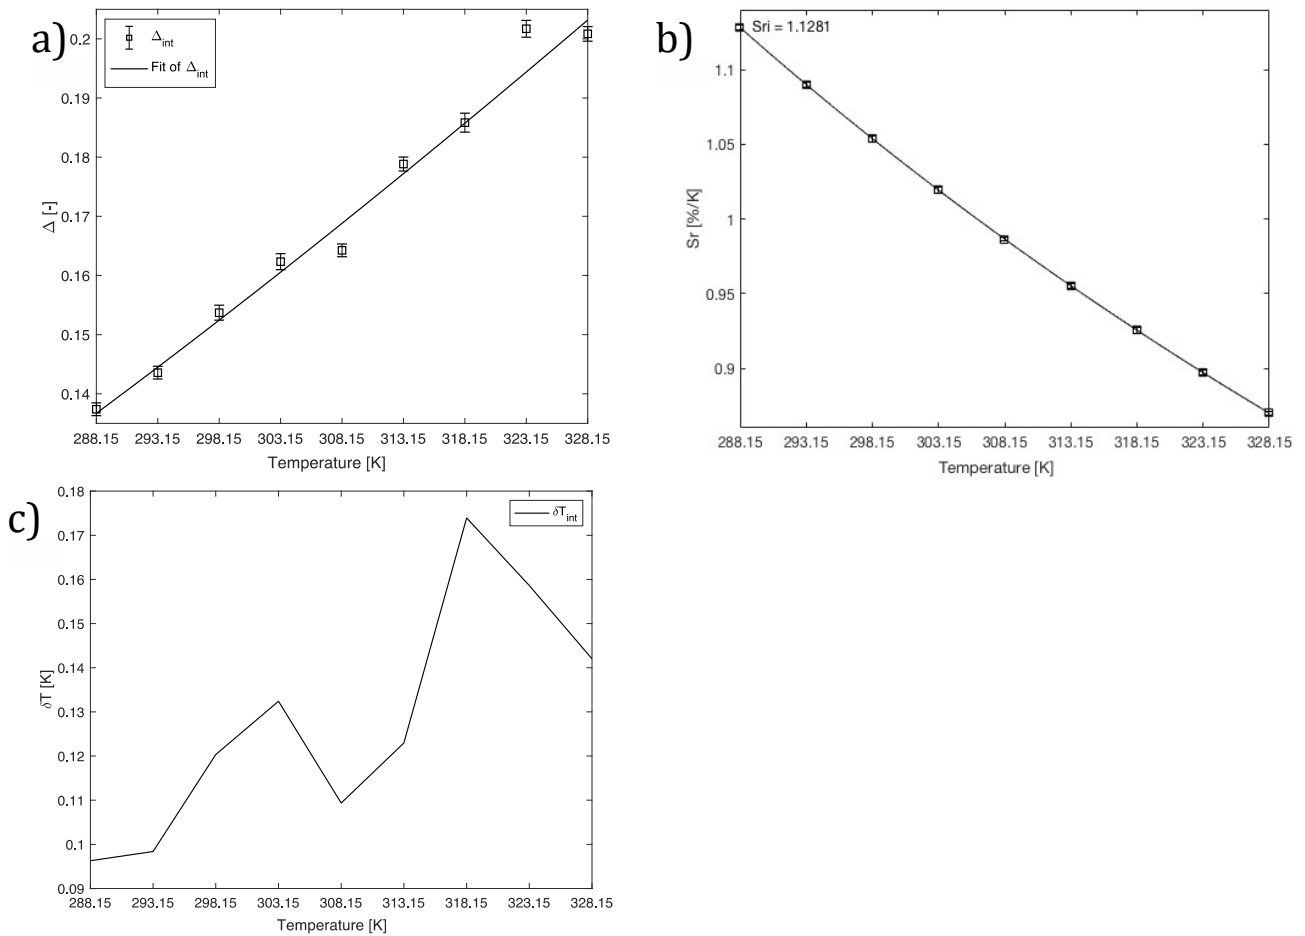 a)
Δint
Fit of Δint
0.2
0.19
0.18
0.17
0.16
0.15
0.14
Δ [-]
288.15 293.15 298.15 303.15 308.15 313.15 318.15 323.15 328.15
Temperature [K]
b)
Sri = 1.1281
1.1
1.05
1
0.95
0.9
Sr [%/K]
288.15 293.15 298.15 303.15 308.15 313.15 318.15 323.15 328.15
Temperature [K]
c)
δTint
0.18
0.17
0.16
0.15
0.14
0.13
0.12
0.11
0.1
0.09
δT [K]
288.15 293.15 298.15 303.15 308.15 313.15 318.15 323.15 328.15
Temperature [K]